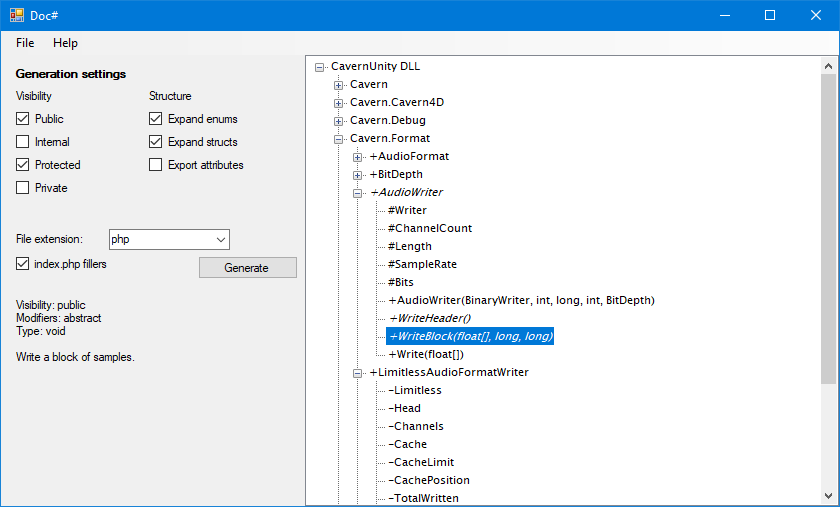 Doc#
File Help
Generation settings
Visibility
Structure
Public
Expand enums
Internal
Expand structs
Protected
Export attributes
Private
File extension:
php
index.php fillers
Generate
Visibility: public
Modifiers: abstract
Type: void
Write a block of samples.
CavernUnity DLL
Cavern
Cavern.Cavern4D
Cavern.Debug
Cavern.Format
+AudioFormat
+BitDepth
+AudioWriter
#Writer
#ChannelCount
#Length
#SampleRate
#Bits
+AudioWriter(BinaryWriter, int, long, int, BitDepth)
+WriteHeader()
+WriteBlock(float[], long, long)
+Write(float[])
+LimitlessAudioFormatWriter
-Limitless
-Head
-Channels
-Cache
-CacheLimit
-CachePosition
-TotalWritten